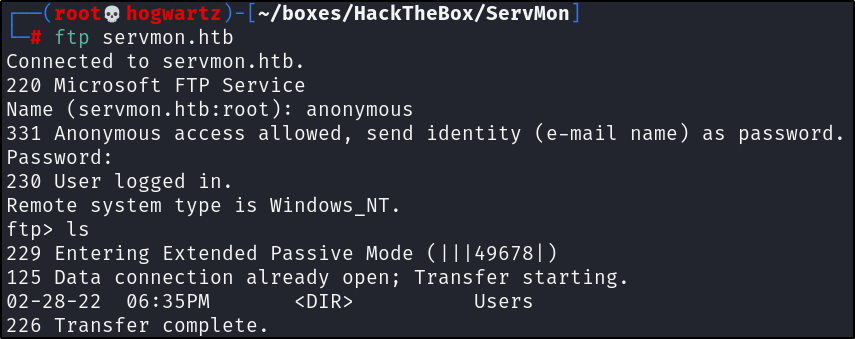 ┌──(root💀hogwartz)-[~/boxes/HackTheBox/ServMon]
└─# ftp servmon.htb
Connected to servmon.htb.
220 Microsoft FTP Service
Name (servmon.htb:root): anonymous
331 Anonymous access allowed, send identity (e-mail name) as password.
Password:
230 User logged in.
Remote system type is Windows_NT.
ftp> ls
229 Entering Extended Passive Mode (|||49678|)
125 Data connection already open; Transfer starting.
02-28-22  06:35PM       <DIR>          Users
226 Transfer complete.